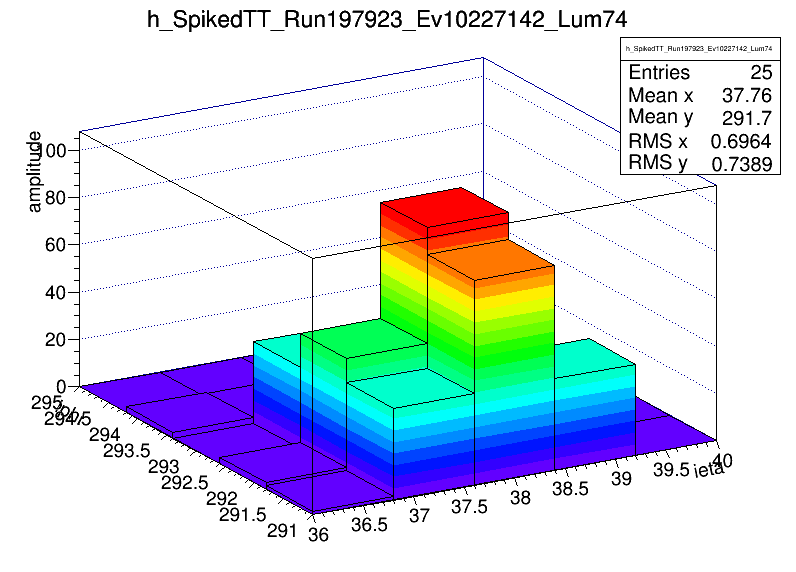 h_SpikedTT_Run197923_Ev10227142_Lum74
h_SpikedTT_Run197923_Ev10227142_Lum74
Entries 25
Mean x 37.76
Mean y 291.7
RMS x 0.6964
RMS y 0.7389
amplitude
00
80
60
40
20
0
295
294.5
294
293.5
293
292.5
292
291.5
291
36
36.5
37
37.5
38
38.5
39
39.5
40
ieta